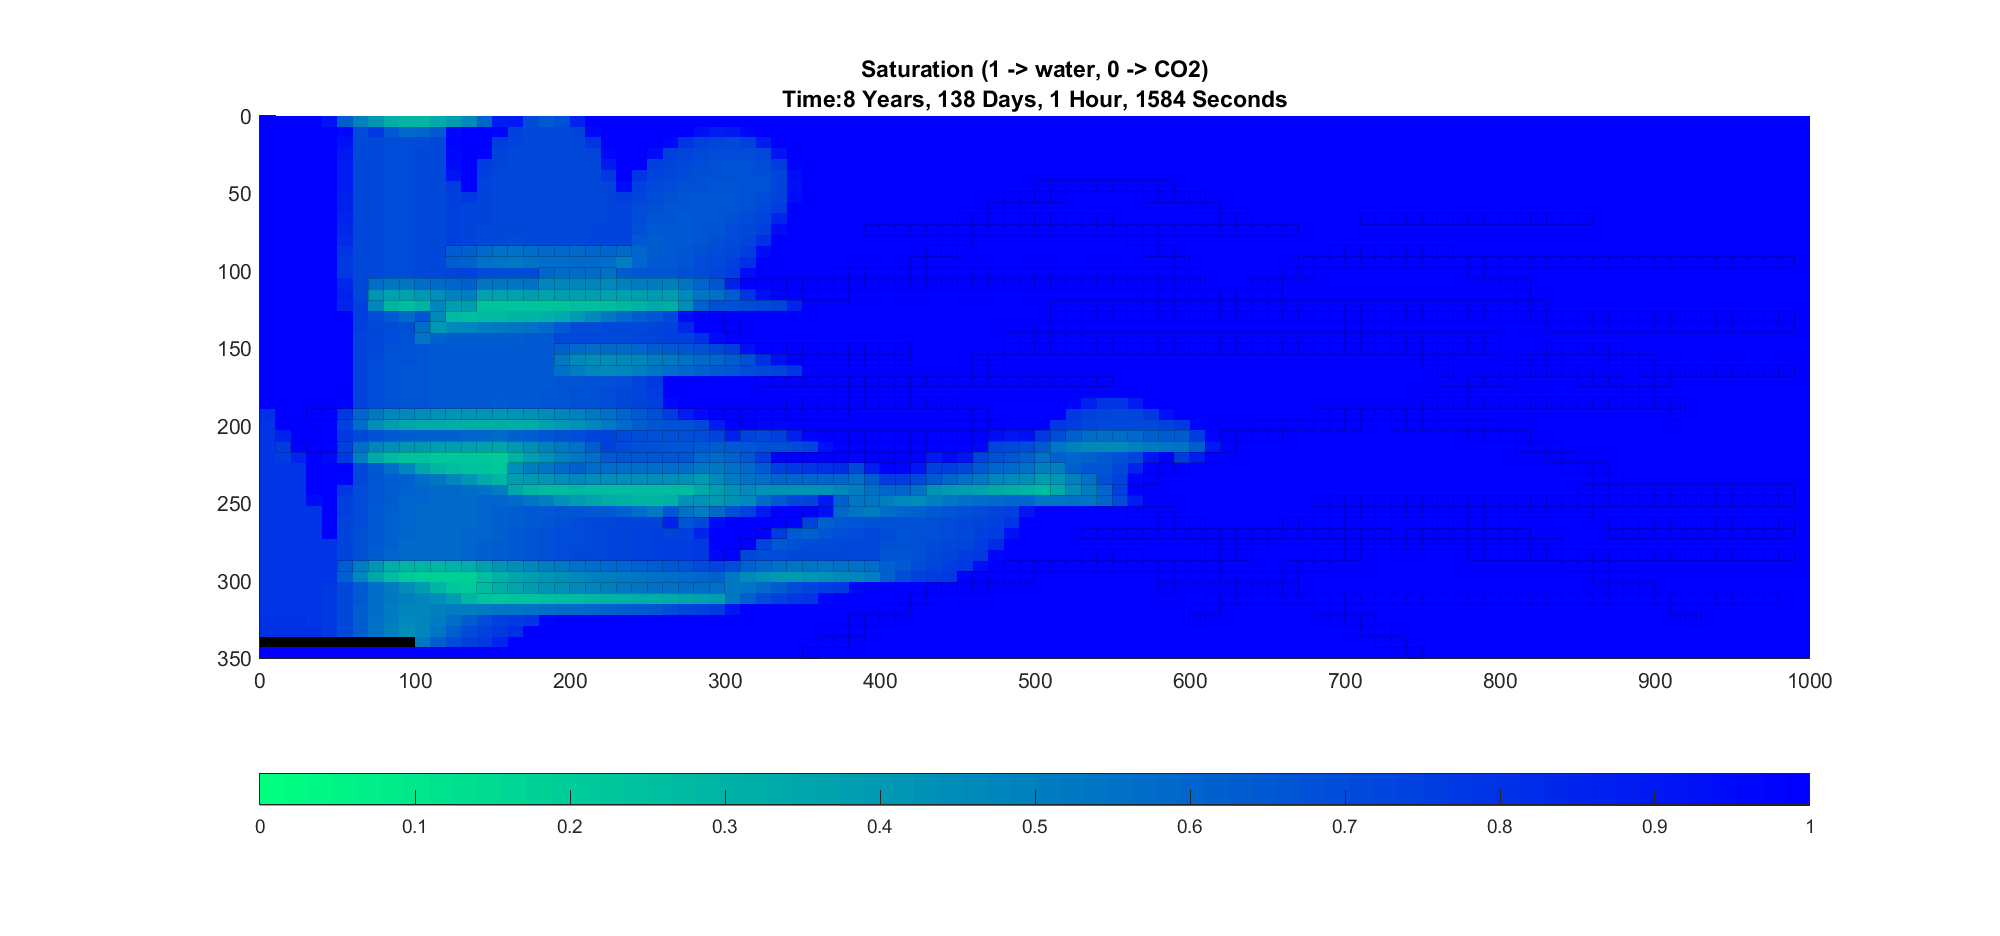 Saturation (1 -> water, 0 -> CO2)
Time:8 Years, 138 Days, 1 Hour, 1584 Seconds
0
50
100
150
200
250
300
350
0 100 200 300 400 500 600 700 800 900 1000
0 0.1 0.2 0.3 0.4 0.5 0.6 0.7 0.8 0.9 1